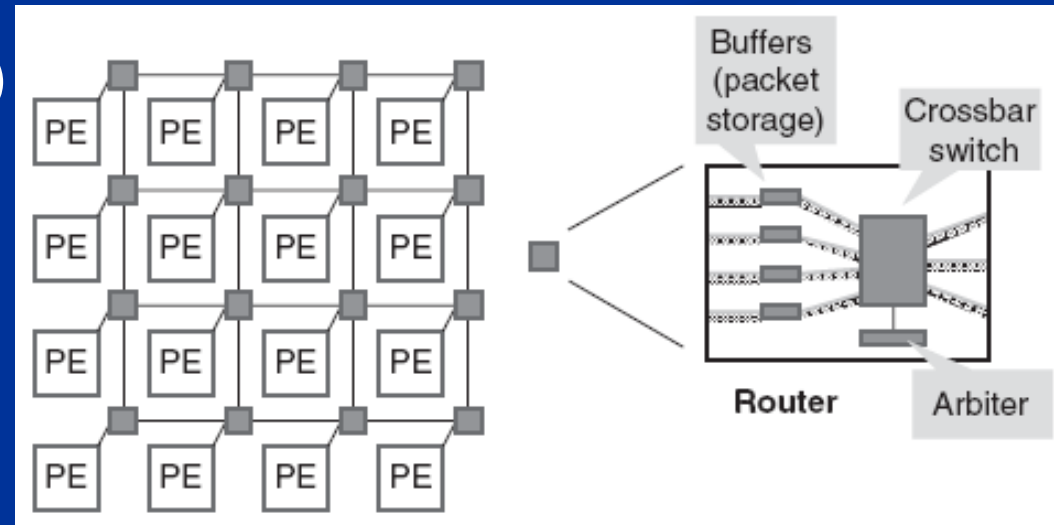 )
PE PE PE PE
PE PE PE PE
PE PE PE PE
PE PE PE PE
Buffers
(packet
storage)
Crossbar
switch
Router
Arbiter